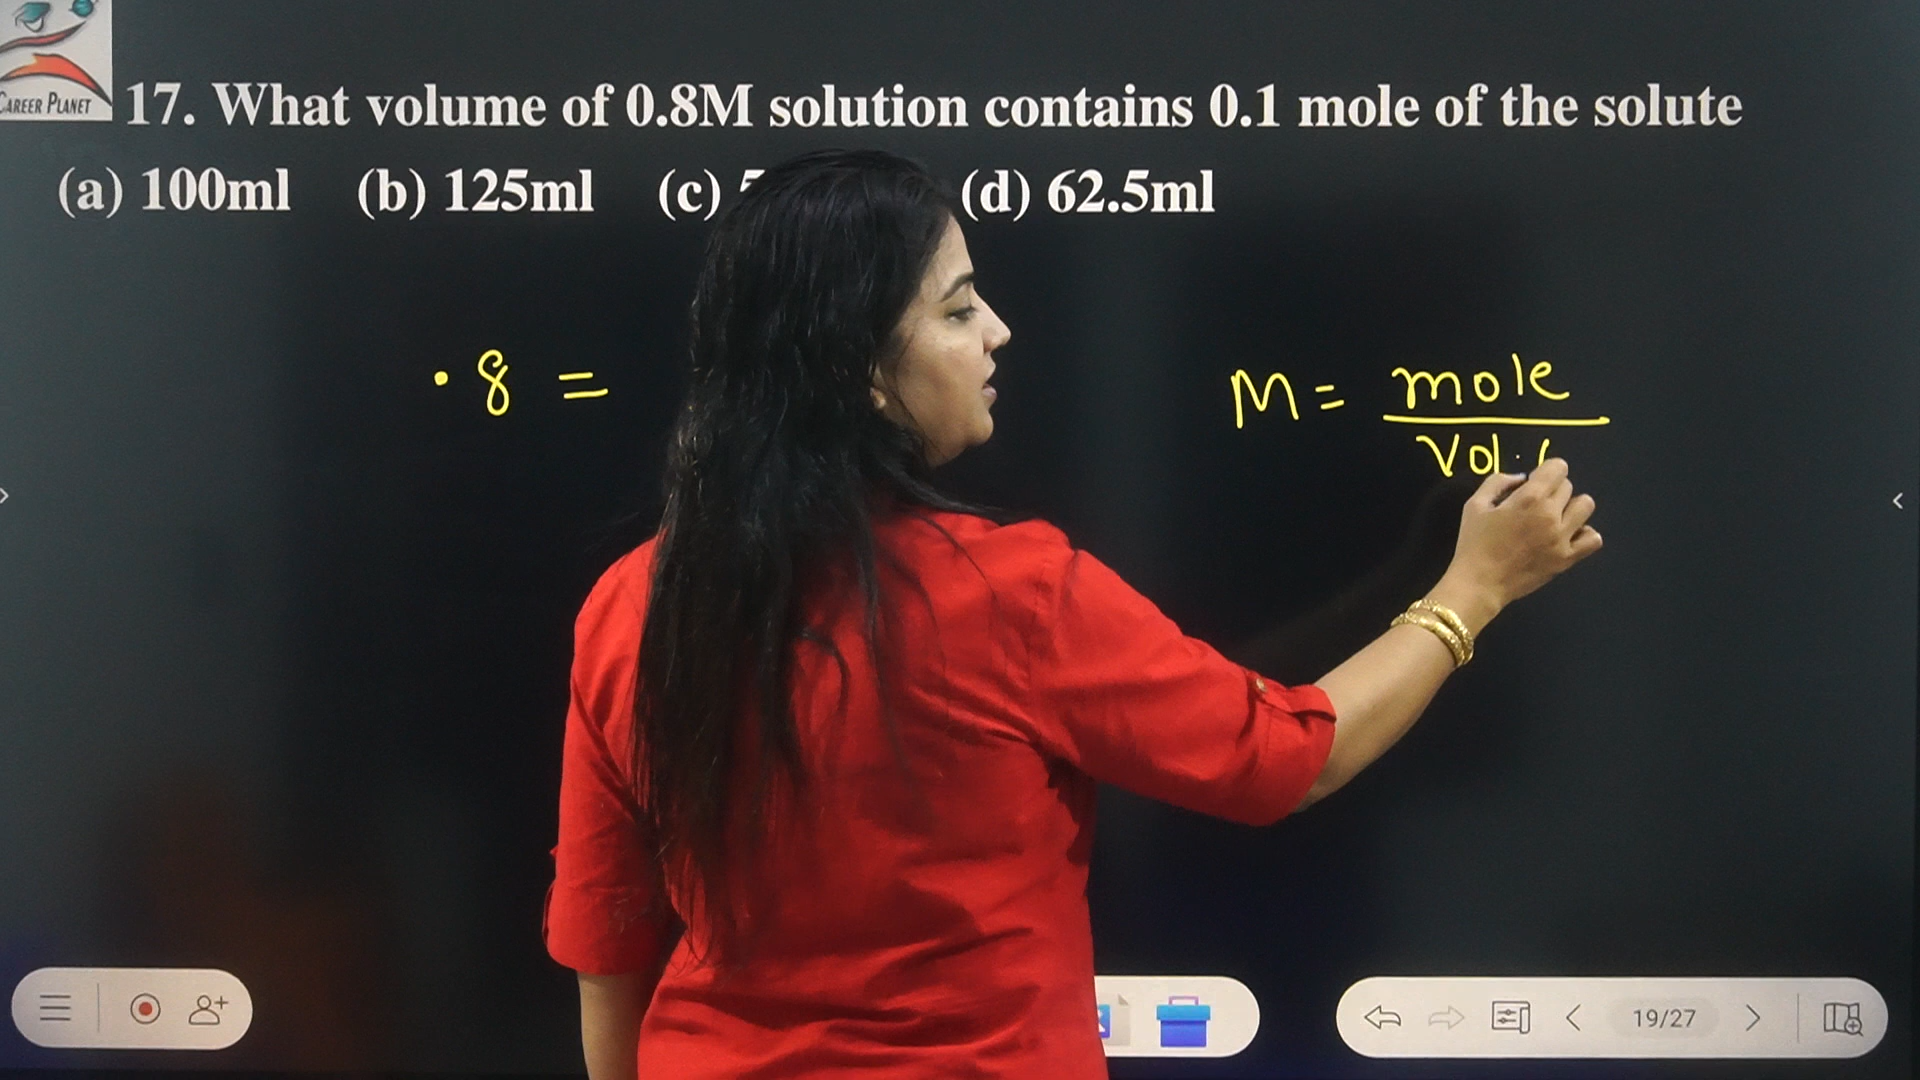 CAREER PLANET
17. What volume of 0.8M solution contains 0.1 mole of the solute
(a) 100ml (b) 125ml (c) 5 (d) 62.5ml
.8 =
M = mole
Vol. (
19/27